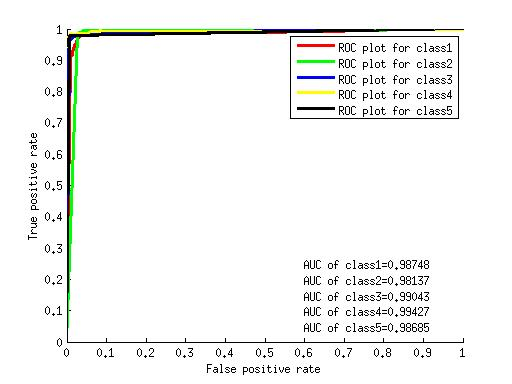 1
0.9
0.8
0.7
0.6
0.5
0.4
0.3
0.2
0.1
0
True positive rate
ROC plot for class1
ROC plot for class2
ROC plot for class3
ROC plot for class4
ROC plot for class5
AUC of class1=0.98748
AUC of class2=0.98137
AUC of class3=0.99043
AUC of class4=0.99427
AUC of class5=0.98685
0 0.1 0.2 0.3 0.4 0.5 0.6 0.7 0.8 0.9 1
False positive rate